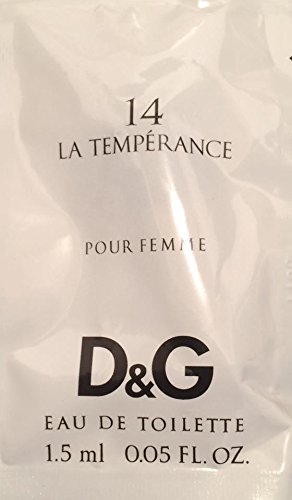 14
LA TEMPÉRANCE
POUR FEMME
D&G
EAU DE TOILETTE
1.5 ml 0.05 FL. OZ.